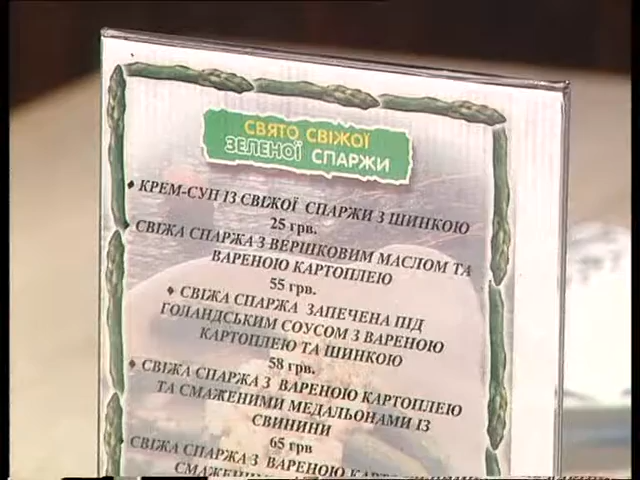 СВЯТО СВІЖОЇ
ЗЕЛЕНОЇ СПАРЖИ
КРЕМ-СУП ІЗ СВІЖОЇ СПАРЖИ З ШИНКОЮ
25 грв.
СВІЖА СПАРЖА З ВЕРШКОВИМ МАСЛОМ ТА
ВАРЕНОЮ КАРТОПЛЕЮ
55 грв.
СВІЖА СПАРЖА ЗАПЕЧЕНА ПІД
ГОЛАНДСЬКИМ СОУСОМ З ВАРЕНОЮ
КАРТОПЛЕЮ ТА ШИНКОЮ
58 грв.
СВІЖА СПАРЖА З ВАРЕНОЮ КАРТОПЛЕЮ
ТА СМАЖЕНИМИ МЕДАЛЬОНАМИ ІЗ
СВИНИНИ
65 грв
СВІЖА СПАРЖА З ВАРЕНОЮ